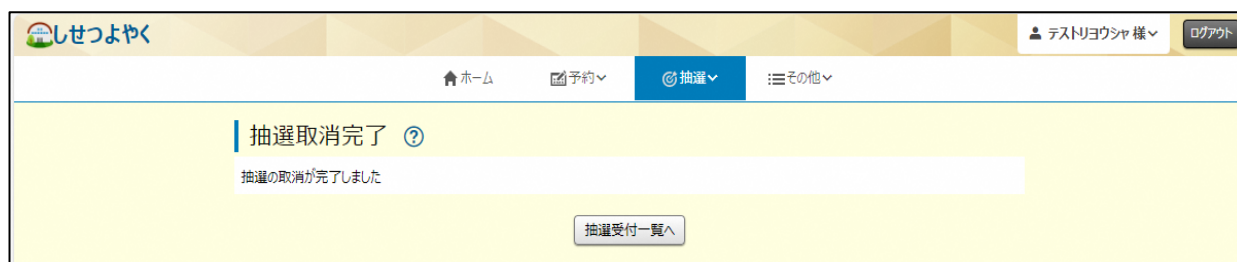 しせつよやく
テストリヨウシャ 様
ログアウト
ホーム 予約 抽選 その他
抽選取消完了 ?
抽選の取消が完了しました
抽選受付一覧へ